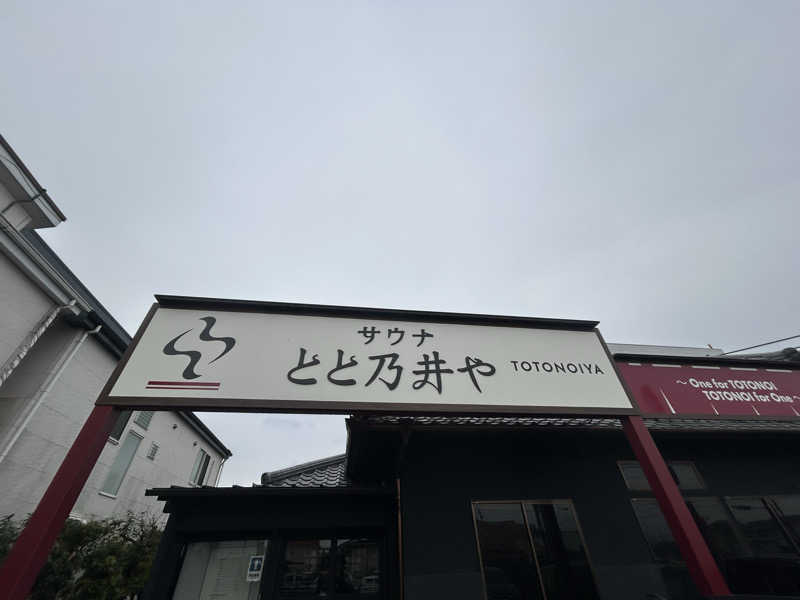 サウナ
とと乃井や TOTONOIYA
~ One for TOTONOI
TOTONOI for One ~